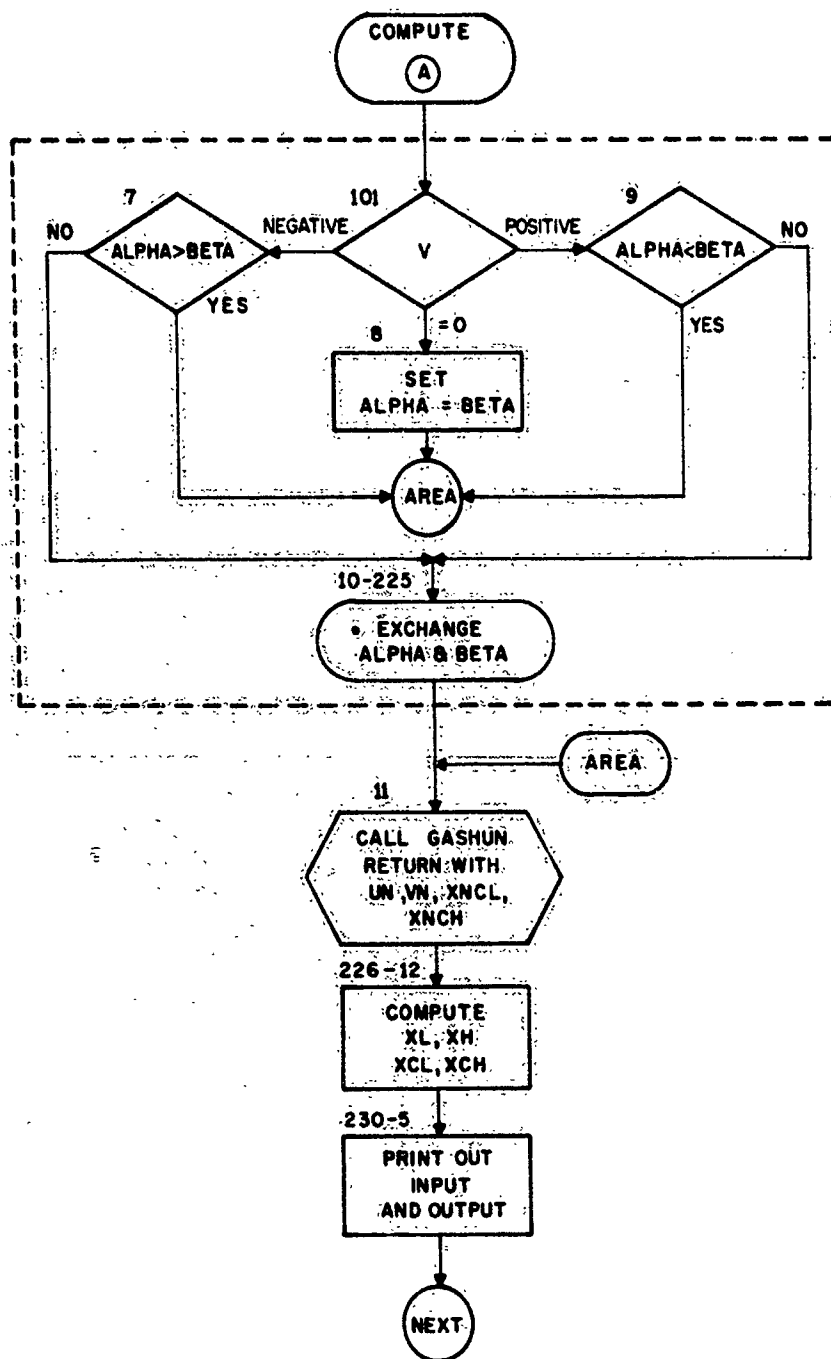 COMPUTE
A
7
101
9
NO
ALPHA>BETA
NEGATIVE
V
POSITIVE
ALPHA<BETA
NO
YES
=0
YES
8
SET
ALPHA = BETA
AREA
10-225
* EXCHANGE
ALPHA & BETA
AREA
11
CALL GASHUN
RETURN WITH
UN,VN, XNCL,
XNCH
226-12
COMPUTE
XL, XH
XCL, XCH
230-5
PRINT OUT
INPUT
AND OUTPUT
NEXT